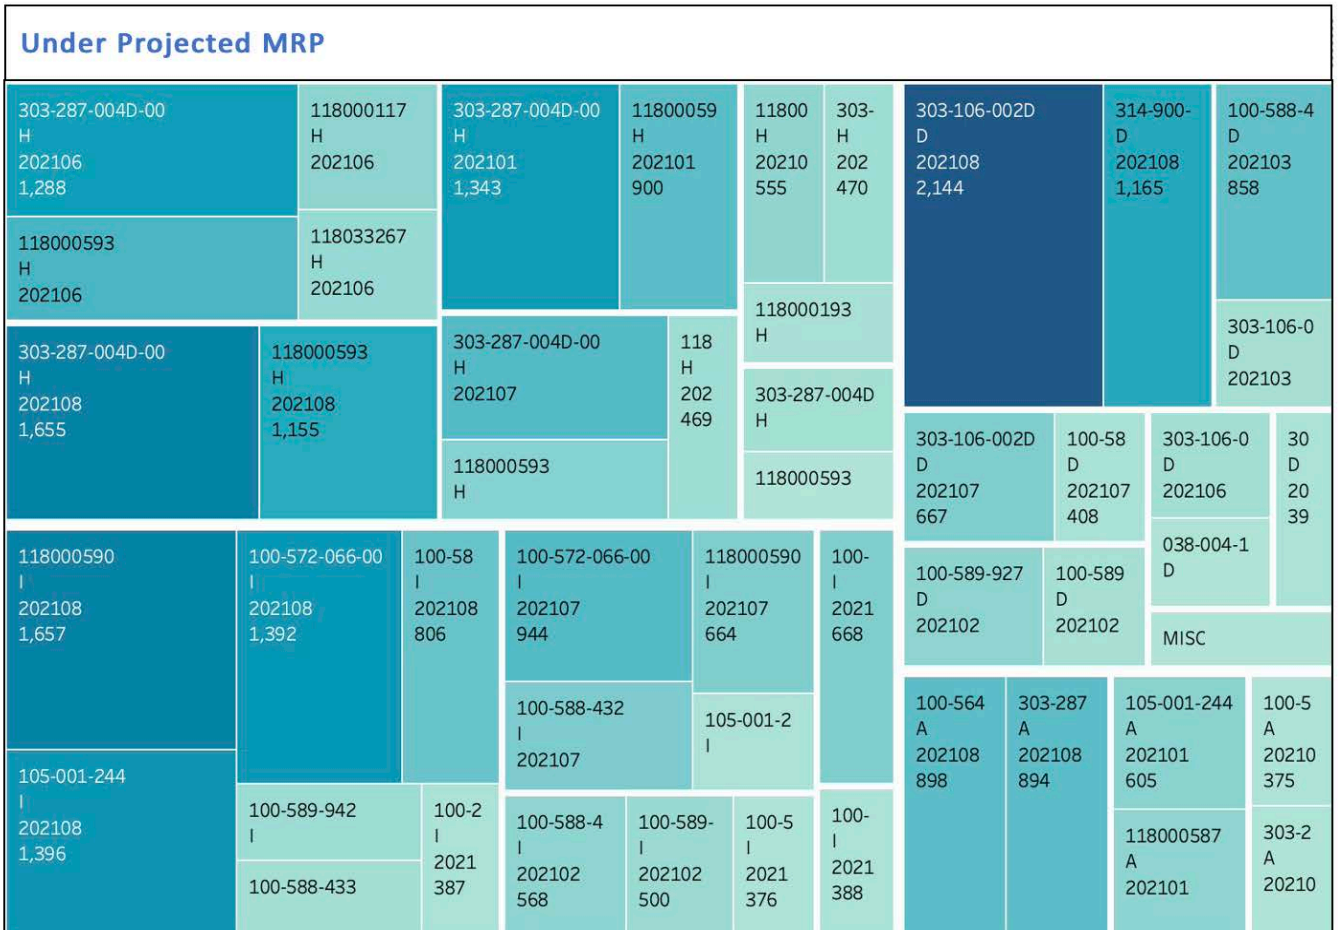 Under Projected MRP
303-287-004D-00
H
202106
1,288
118000117
H
202106
118000593
H
202106
118033267
H
202106
303-287-004D-00
H
202108
1,655
118000593
H
202108
1,155
303-287-004D-00
H
202101
1,343
11800059
H
202101
900
303-287-004D-00
H
202107
118
H
202
469
118000593
H
11800
H
20210
555
303-
H
202
470
118000193
H
303-287-004D
H
118000593
118000590
I
202108
1,657
105-001-244
I
202108
1,396
100-572-066-00
I
202108
1,392
100-58
I
202108
806
100-589-942
I
100-588-433
100-2
I
2021
387
100-572-066-00
I
202107
944
118000590
I
202107
664
100-588-432
I
202107
105-001-2
I
100-
I
2021
668
100-588-4
I
202102
568
100-589-
I
202102
500
100-5
I
2021
376
100-
I
2021
388
303-106-002D
D
202108
2,144
314-900-
D
202108
1,165
100-588-4
D
202103
858
303-106-0
D
202103
303-106-002D
D
202107
667
100-58
D
202107
408
303-106-0
D
202106
30
D
20
39
038-004-1
D
100-589-927
D
202102
100-589
D
202102
MISC
100-564
A
202108
898
303-287
A
202108
894
105-001-244
A
202101
605
100-5
A
20210
375
118000587
A
202101
303-2
A
20210